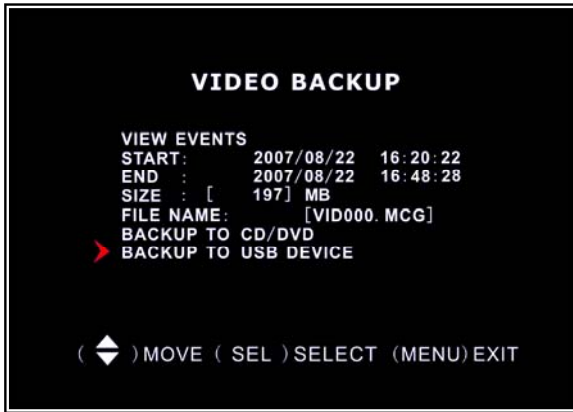 VIDEO BACKUP
VIEW EVENTS
START: 2007/08/22 16:20:22
END : 2007/08/22 16:48:28
SIZE : [ 197] MB
FILE NAME: [VID000.MCG]
BACKUP TO CD/DVD
BACKUP TO USB DEVICE
( ) MOVE ( SEL ) SELECT (MENU) EXIT